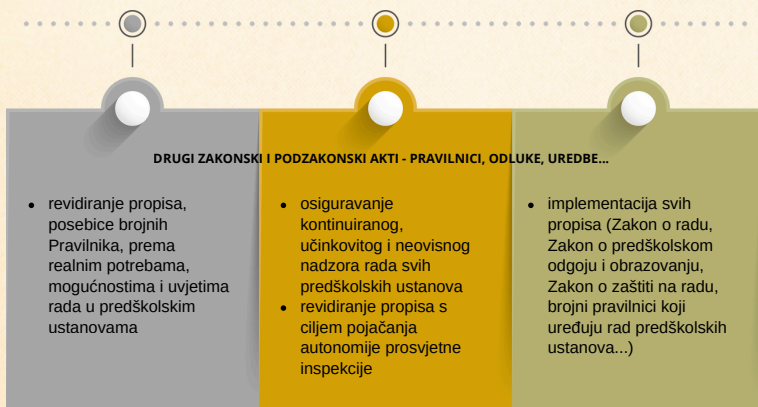 DRUGI ZAKONSKI I PODZAKONSKI AKTI - PRAVILNICI, ODLUKE, UREDBE...
• revidiranje propisa,
posebice brojnih
Pravilnika, prema
realnim potrebama,
mogućnostima i uvjetima
rada u predškolskim
ustanovama
• osiguravanje
kontinuiranog,
učinkovitog i neovisnog
nadzora rada svih
predškolskih ustanova
• revidiranje propisa s
ciljem pojačanja
autonomije prosvjetne
inspekcije
• implementacija svih
propisa (Zakon o radu,
Zakon o predškolskom
odgoju i obrazovanju,
Zakon o zaštiti na radu,
brojni pravilnici koji
uređuju rad predškolskih
ustanova...)